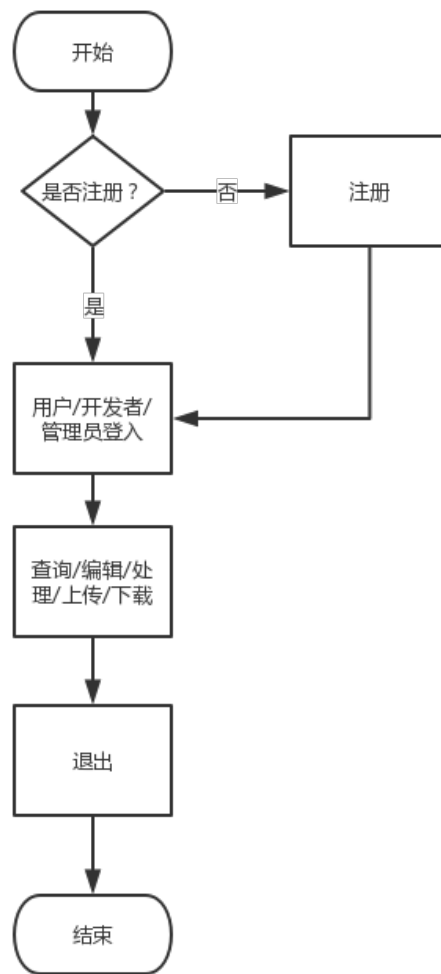 开始
是否注册？
否
注册
是
用户/开发者/
管理员登入
查询/编辑/处
理/上传/下载
退出
结束